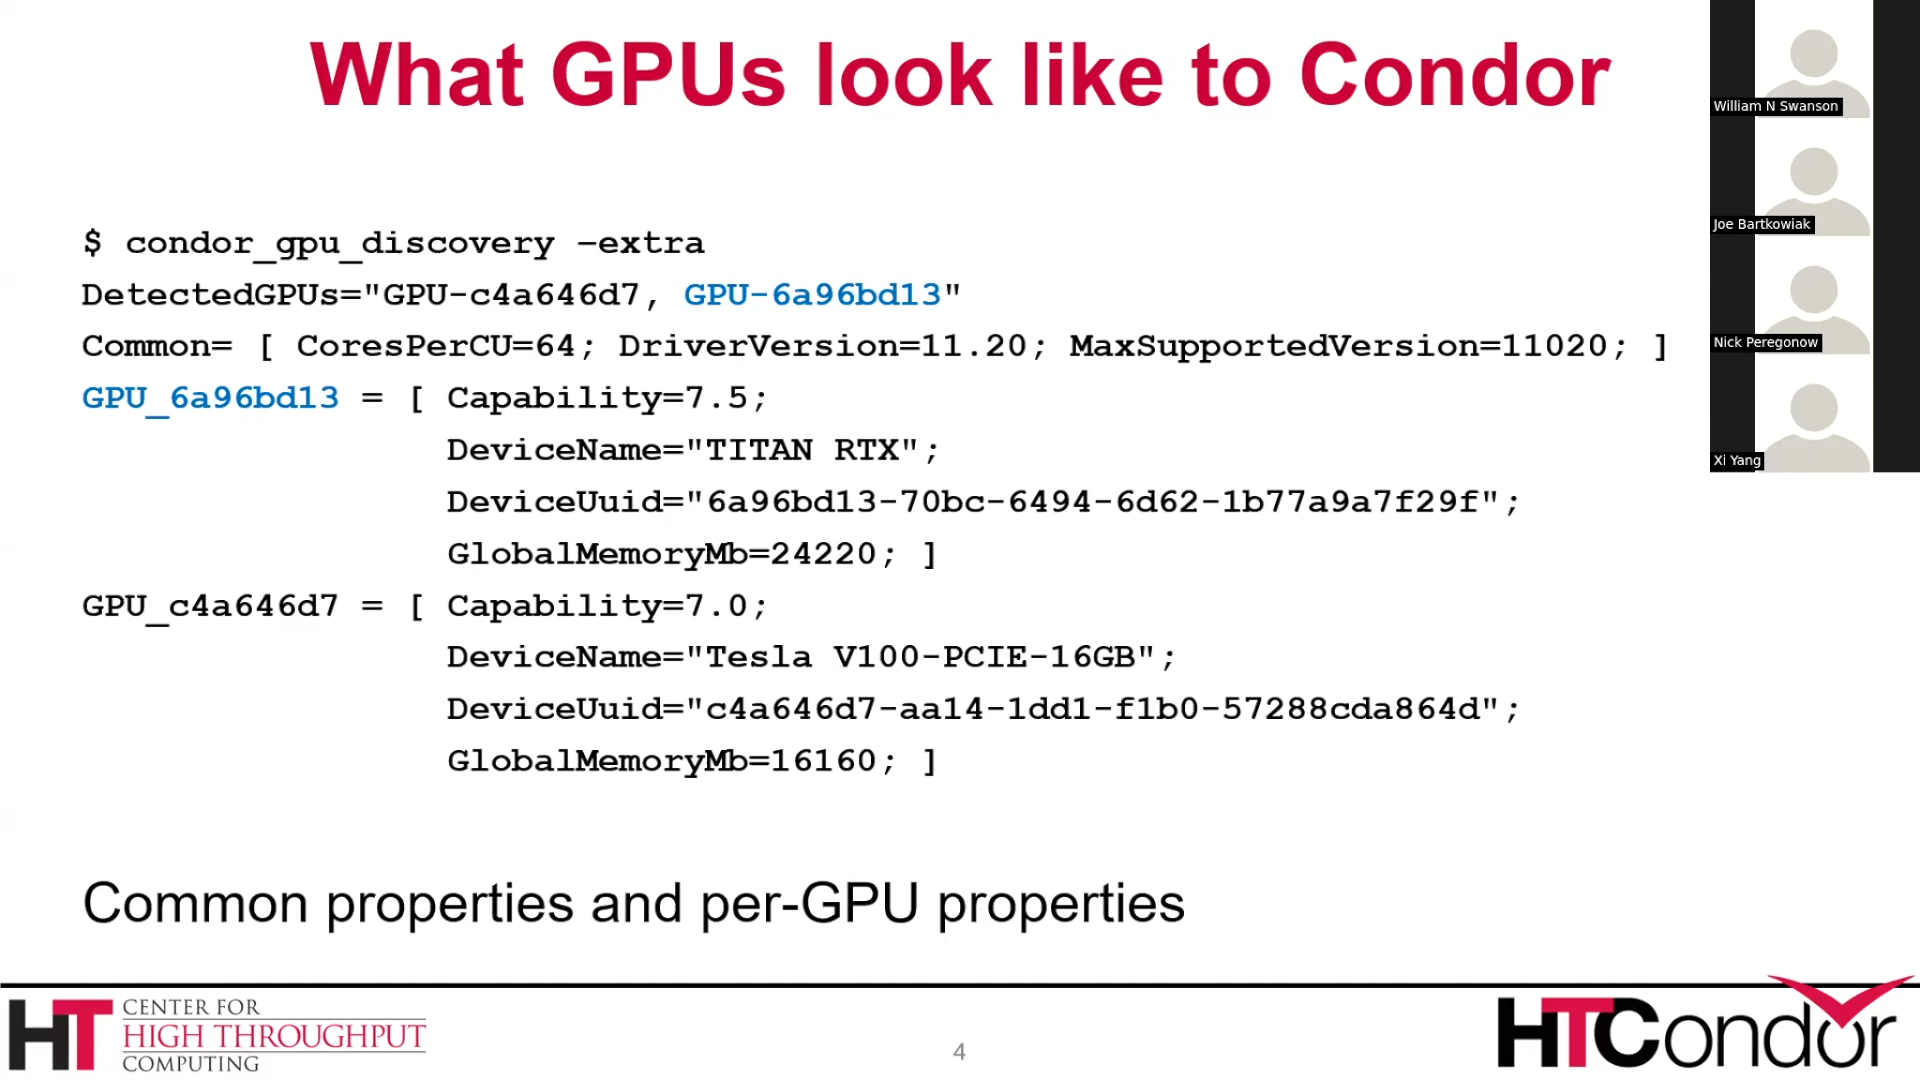 What GPUs look like to Condor
$ condor_gpu_discovery –extra
DetectedGPUs="GPU-c4a646d7, GPU-6a96bd13"
Common= [ CoresPerCU=64; DriverVersion=11.20; MaxSupportedVersion=11020; ]
GPU_6a96bd13 = [ Capability=7.5;
DeviceName="TITAN RTX";
DeviceUuid="6a96bd13-70bc-6494-6d62-1b77a9a7f29f";
GlobalMemoryMb=24220; ]
GPU_c4a646d7 = [ Capability=7.0;
DeviceName="Tesla V100-PCIE-16GB";
DeviceUuid="c4a646d7-aa14-1dd1-f1b0-57288cda864d";
GlobalMemoryMb=16160; ]
Common properties and per-GPU properties
William N Swanson
Joe Bartkowiak
Nick Peregonow
Xi Yang
HT
CENTER FOR
HIGH THROUGHPUT
COMPUTING
4
HTCondor